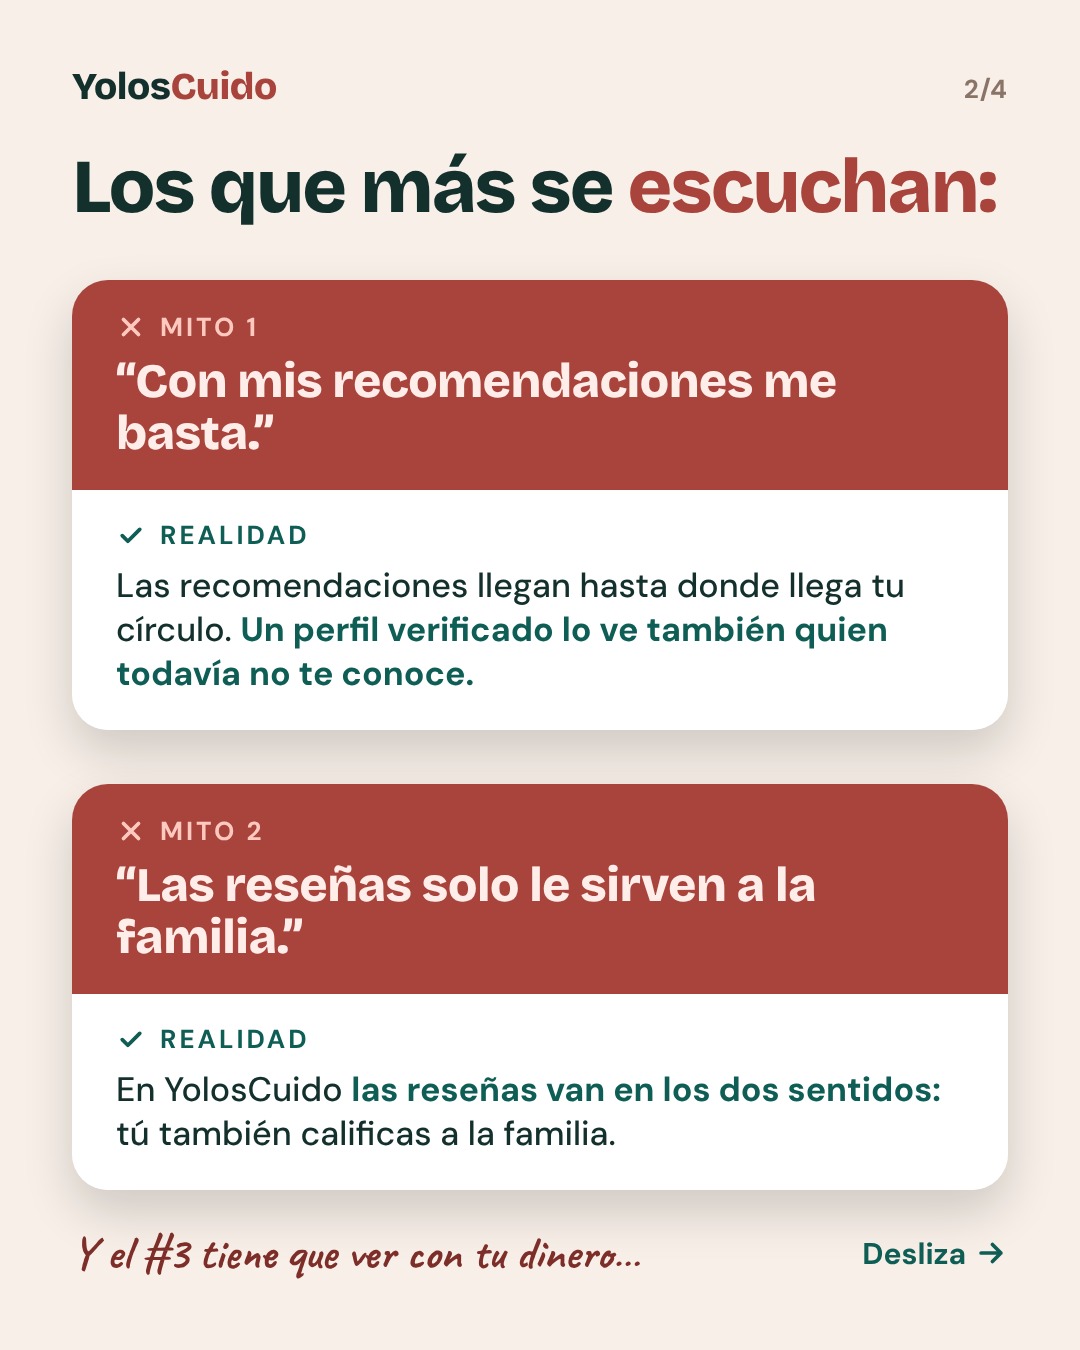 YolosCuido
2/4
Los que más se escuchan:
MITO 1
“Con mis recomendaciones me
basta.”
REALIDAD
Las recomendaciones llegan hasta donde llega tu
círculo. Un perfil verificado lo ve también quien
todavía no te conoce.
MITO 2
“Las reseñas solo le sirven a la
familia.”
REALIDAD
En YolosCuido las reseñas van en los dos sentidos:
tú también calificas a la familia.
Y el #3 tiene que ver con tu dinero...
Desliza →